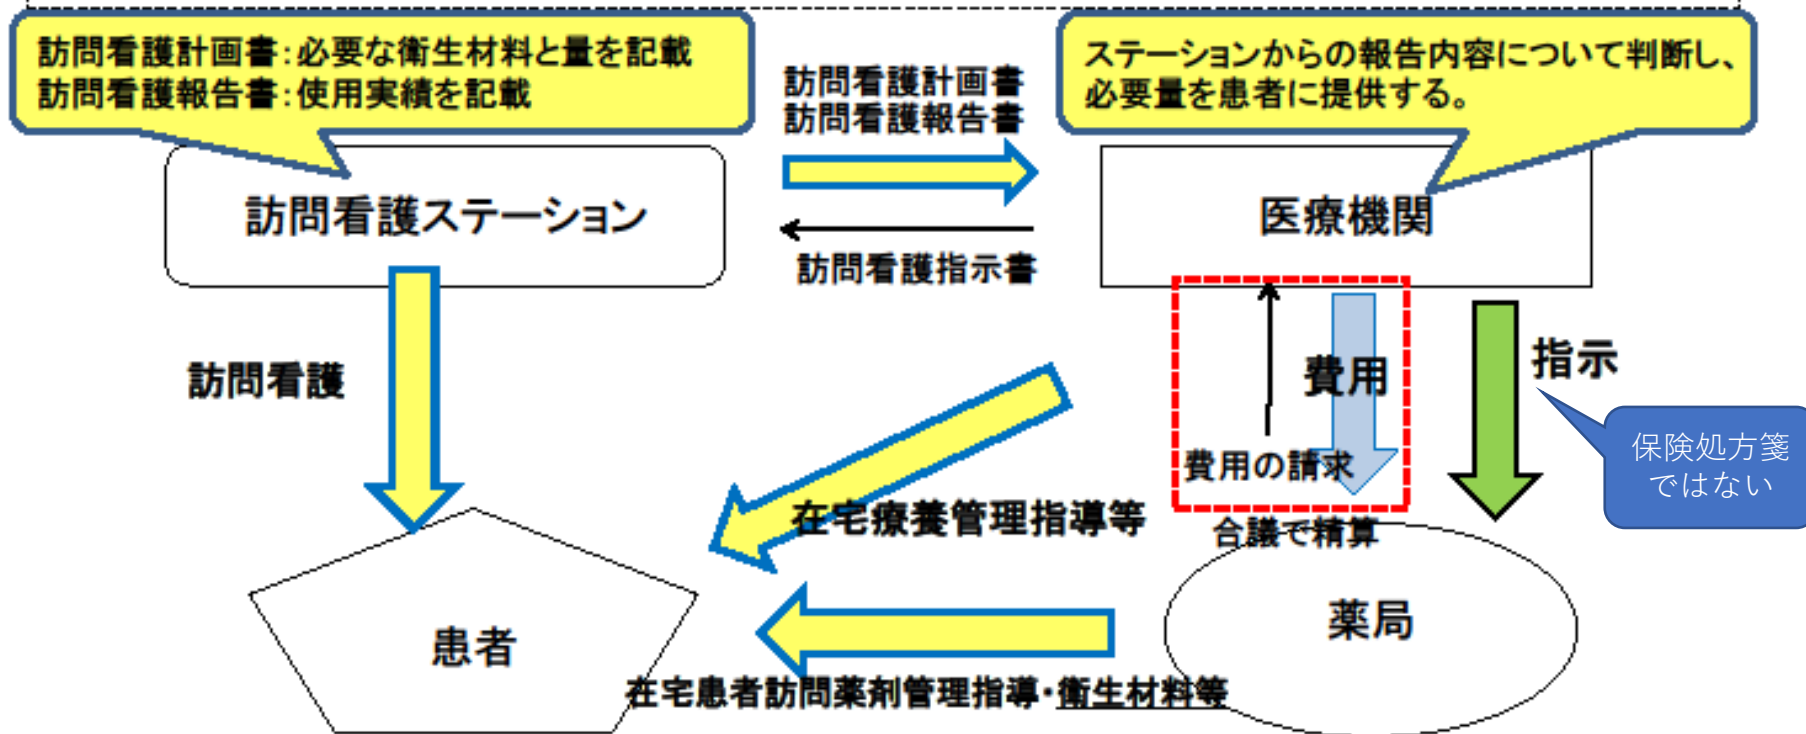 訪問看護計画書:必要な衛生材料と量を記載
訪問看護報告書:使用実績を記載
訪問看護計画書
訪問看護報告書
ステーションからの報告内容について判断し、
必要量を患者に提供する。
訪問看護ステーション
医療機関
訪問看護指示書
訪問看護
費用
指示
費用の請求
保険処方箋
ではない
在宅療養管理指導等
合議で精算
患者
薬局
在宅患者訪問薬剤管理指導・衛生材料等